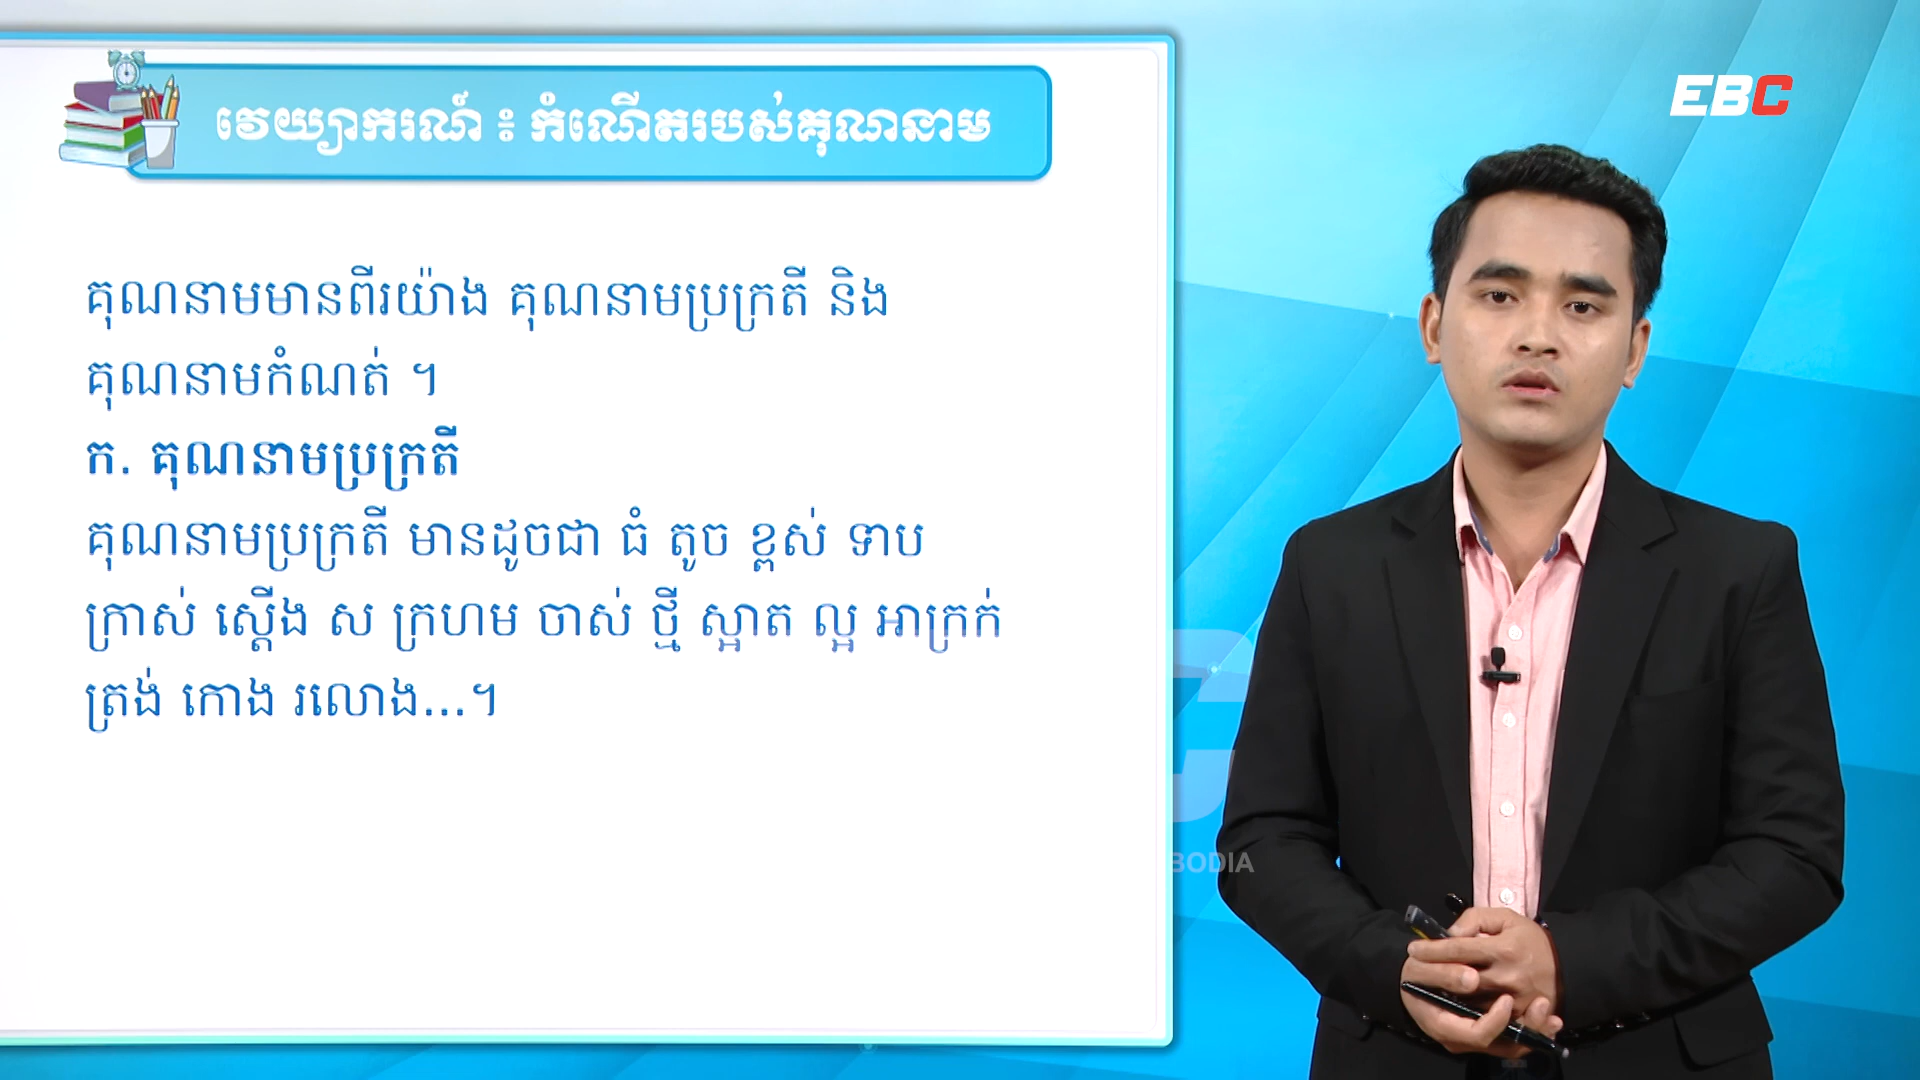 វេយ្យាករណ៍ ៖ កំណើតរបស់គុណនាម
EBC
គុណនាមមានពីរយ៉ាង គុណនាមប្រក្រតី និង
គុណនាមកំណត់ ។
ក. គុណនាមប្រក្រតី
គុណនាមប្រក្រតី មានដូចជា ធំ តូច ខ្ពស់ ទាប
ក្រាស់ ស្ដើង ស ក្រហម ចាស់ ថ្មី ស្អាត ល្អ អាក្រក់
ត្រង់ កោង រលោង...។
BODIA